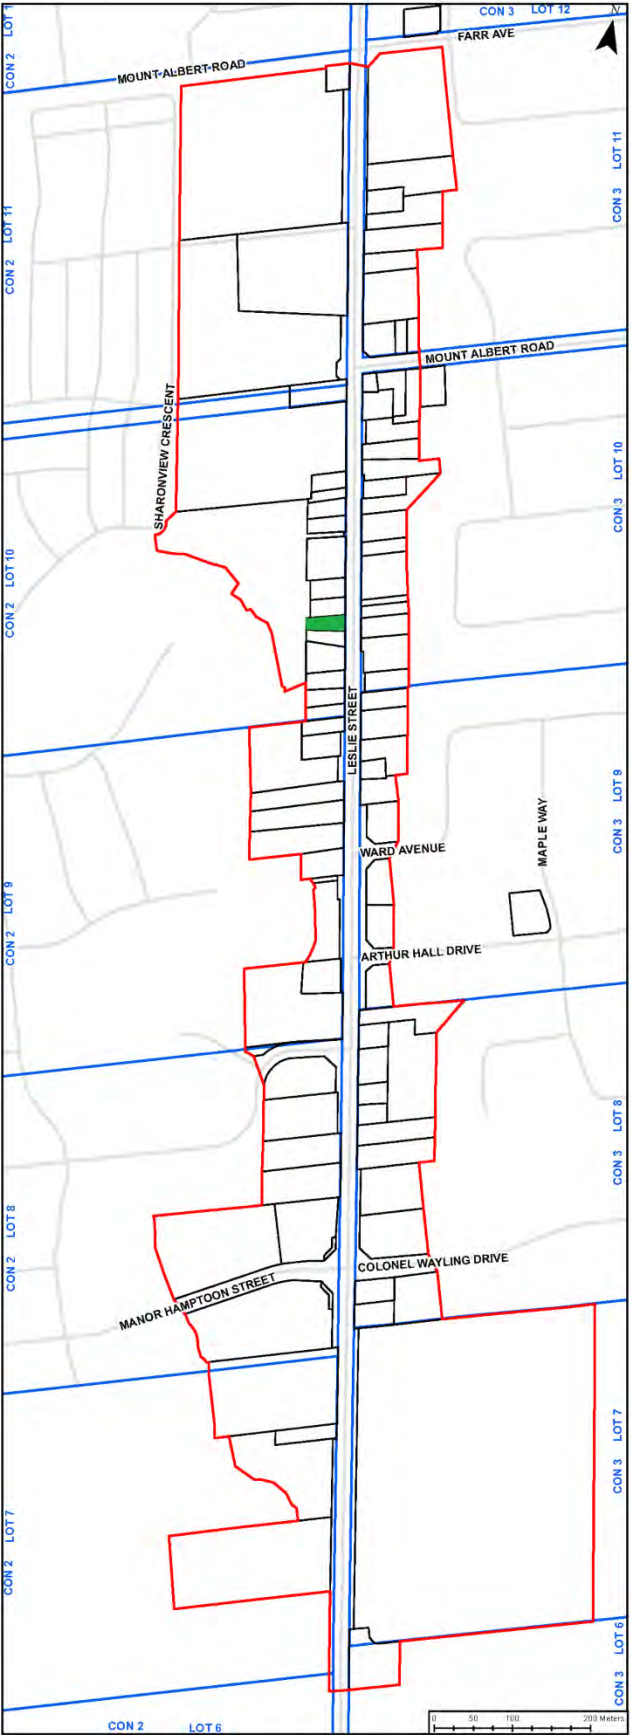 CON 3 LOT 12
N
CON 2 LOT 1
FARR AVE
MOUNT ALBERT ROAD
CON 3 LOT 11
CON 2 LOT 11
MOUNT ALBERT ROAD
SHARONVIEW CRESCENT
CON 3 LOT 10
CON 2 LOT 10
LESLIE STREET
CON 3 LOT 9
MAPLE WAY
WARD AVENUE
CON 2 LOT 9
ARTHUR HALL DRIVE
CON 3 LOT 8
CON 2 LOT 8
COLONEL WAYLING DRIVE
MANOR HAMPTOON STREET
CON 3 LOT 7
CON 2 LOT 7
CON 3 LOT 6
CON 2 LOT 6
0 50 100 200 Meters